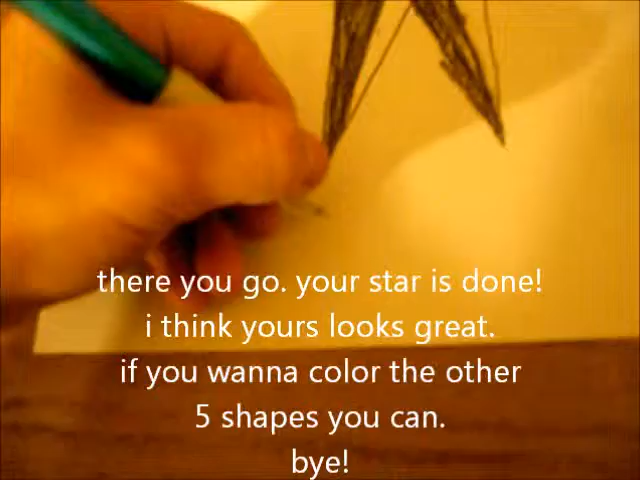 there you go. your star is done!
i think yours looks great.
if you wanna color the other
5 shapes you can.
bye!